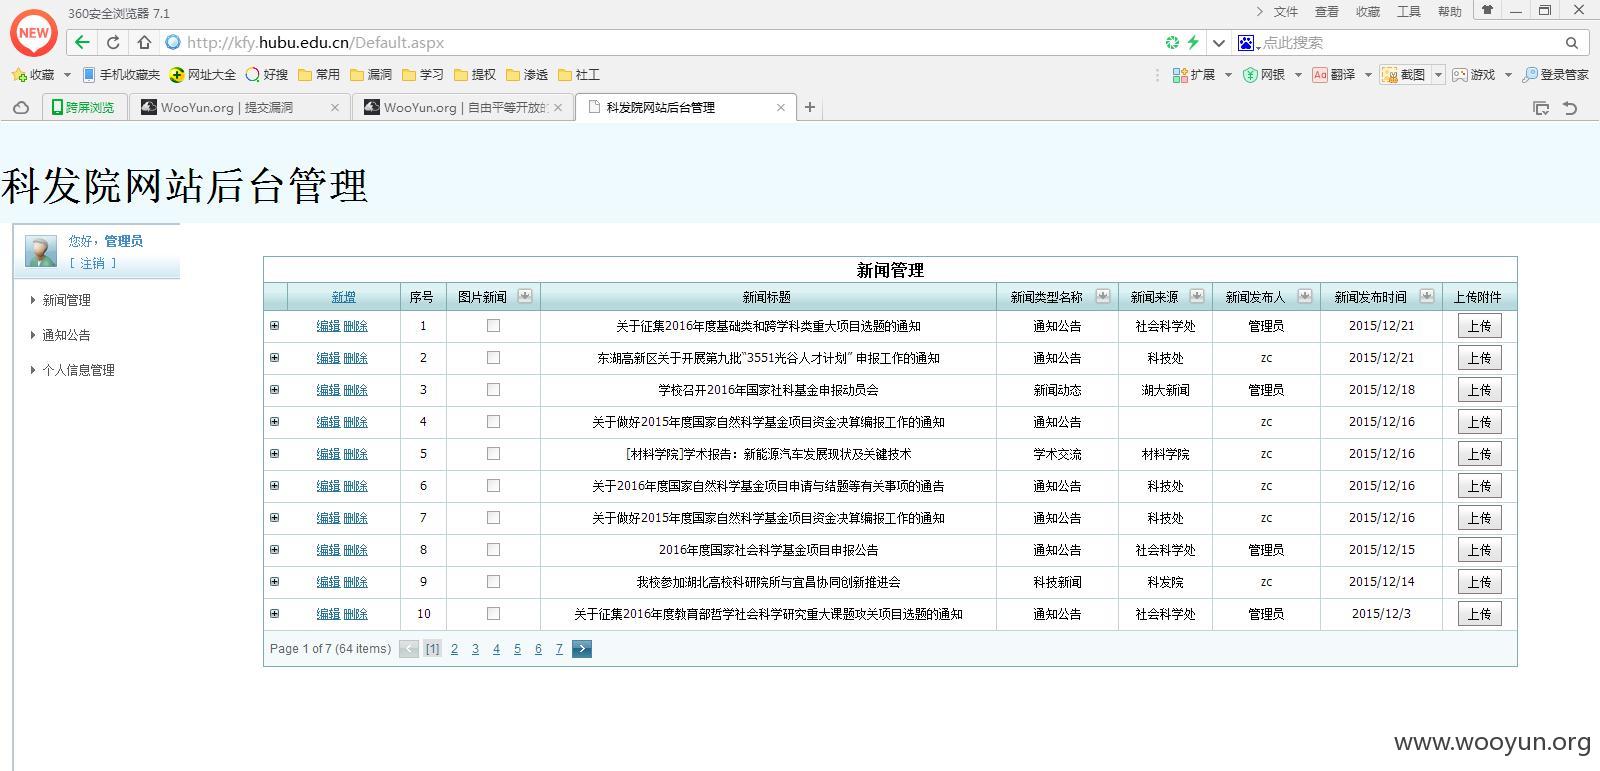 360安全浏览器 7.1
文件 查看 收藏 工具 帮助
NEW
http://kfy.hubu.edu.cn/Default.aspx
点此搜索
收藏 手机收藏夹 网址大全 好搜 常用 漏洞 学习 提权 渗透 社工 扩展 网银 翻译 截图 游戏 登录管家
跨屏浏览 WooYun.org | 提交漏洞 WooYun.org | 自由平等开放的 科发院网站后台管理
科发院网站后台管理
您好，管理员
[ 注销 ]
新闻管理
通知公告
个人信息管理
新闻管理
新增 序号 图片新闻 新闻标题 新闻类型名称 新闻来源 新闻发布人 新闻发布时间 上传附件
编辑 删除 1 关于征集2016年度基础类和跨学科类重大项目选题的通知 通知公告 社会科学处 管理员 2015/12/21 上传
编辑 删除 2 东湖高新区关于开展第九批“3551光谷人才计划” 申报工作的通知 通知公告 科技处 zc 2015/12/21 上传
编辑 删除 3 学校召开2016年国家社科基金申报动员会 新闻动态 湖大新闻 管理员 2015/12/18 上传
编辑 删除 4 关于做好2015年度国家自然科学基金项目资金决算编报工作的通知 通知公告 zc 2015/12/16 上传
编辑 删除 5 [材料学院]学术报告：新能源汽车发展现状及关键技术 学术交流 材料学院 zc 2015/12/16 上传
编辑 删除 6 关于2016年度国家自然科学基金项目申请与结题等有关事项的通告 通知公告 科技处 zc 2015/12/16 上传
编辑 删除 7 关于做好2015年度国家自然科学基金项目资金决算编报工作的通知 通知公告 科技处 zc 2015/12/16 上传
编辑 删除 8 2016年度国家社会科学基金项目申报公告 通知公告 社会科学处 管理员 2015/12/15 上传
编辑 删除 9 我校参加湖北高校科研院所与宜昌协同创新推进会 科技新闻 科发院 zc 2015/12/14 上传
编辑 删除 10 关于征集2016年度教育部哲学社会科学研究重大课题攻关项目选题的通知 通知公告 社会科学处 管理员 2015/12/3 上传
Page 1 of 7 (64 items) [1] 2 3 4 5 6 7
www.wooyun.org